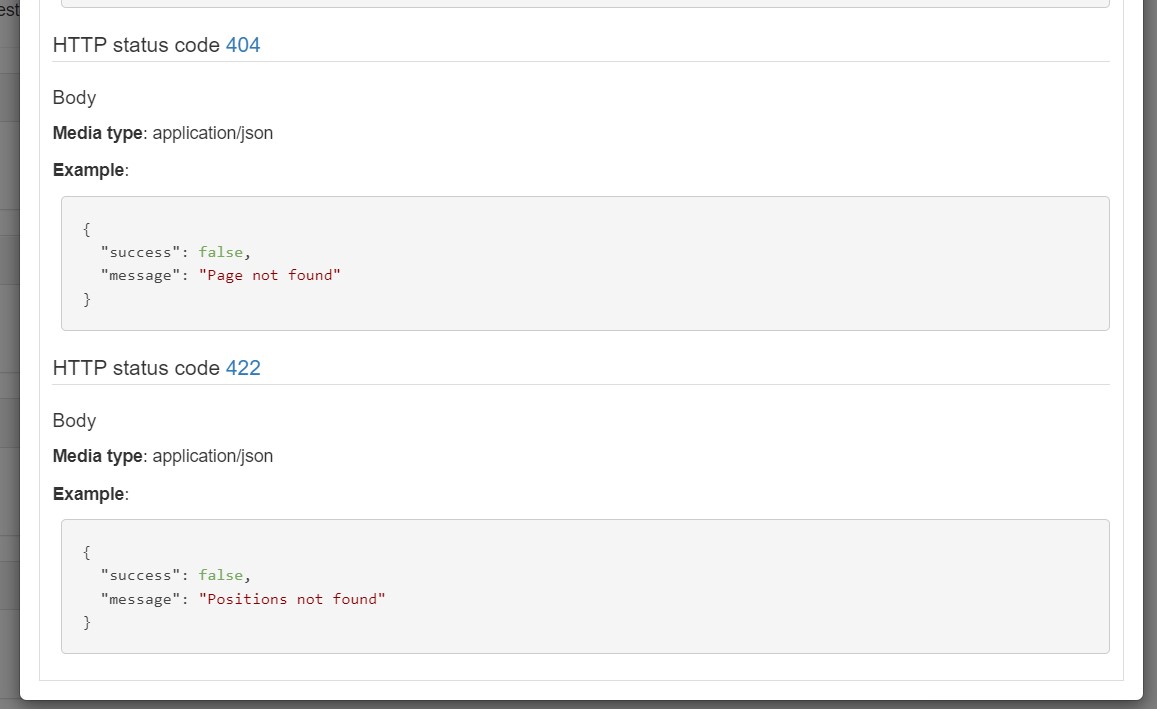 est
HTTP status code 404
Body
Media type: application/json
Example:
{
"success": false,
"message": "Page not found"
}
HTTP status code 422
Body
Media type: application/json
Example:
{
"success": false,
"message": "Positions not found"
}